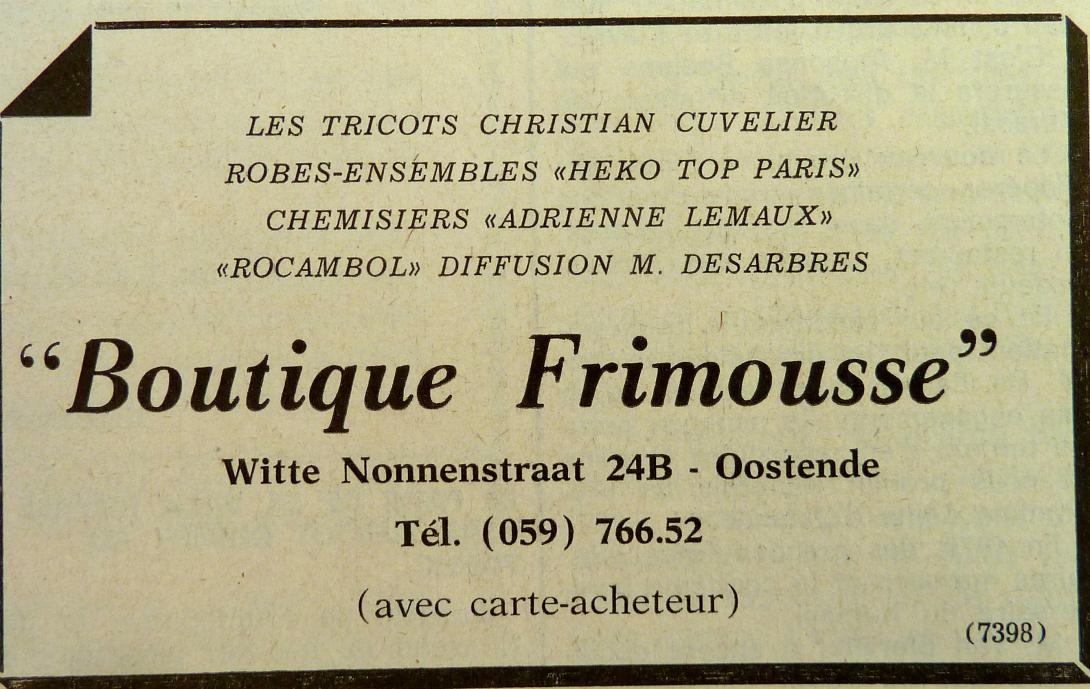 LES TRICOTS CHRISTIAN CUVELIER
ROBES-ENSEMBLES «HEKO TOP PARIS»
CHEMISIERS «ADRIENNE LEMAUX»
«ROCAMBOL» DIFFUSION M. DESARBRES
“Boutique Frimousse”
Witte Nonnenstraat 24B - Oostende
Tél. (059) 766.52
(avec carte-acheteur)
(7398)